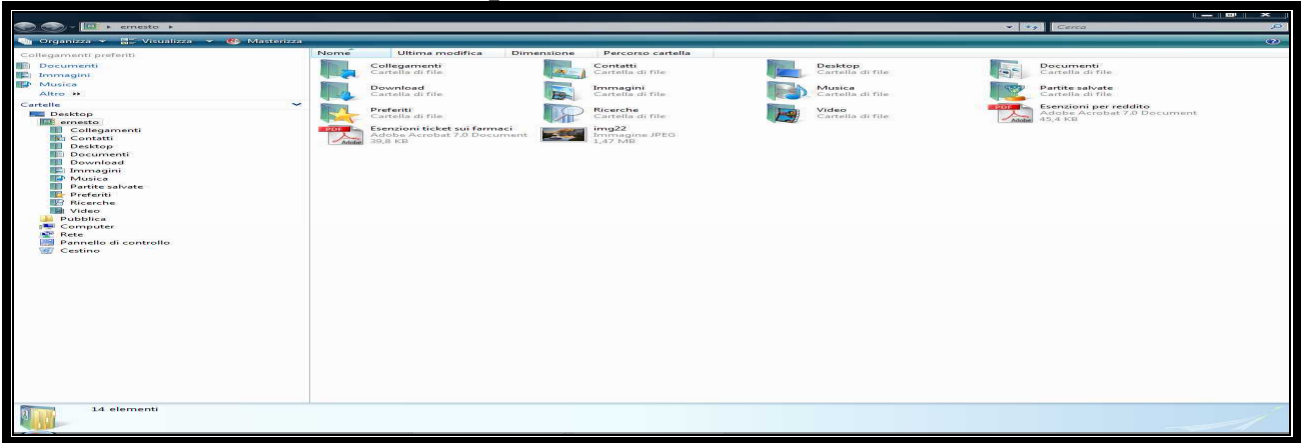 ernesto
Cerca
Organizza Visualizza Masterizza
Collegamenti preferiti
Documenti
Immagini
Musica
Altro
Cartelle
Desktop
ernesto
Collegamenti
Contatti
Desktop
Documenti
Download
Immagini
Musica
Partite salvate
Preferiti
Ricerche
Video
Pubblica
Computer
Rete
Pannello di controllo
Cestino
Nome Ultima modifica Dimensione Percorso cartella
Collegamenti
Cartella di file
Contatti
Cartella di file
Desktop
Cartella di file
Documenti
Cartella di file
Download
Cartella di file
Immagini
Cartella di file
Musica
Cartella di file
Partite salvate
Cartella di file
Preferiti
Cartella di file
Ricerche
Cartella di file
Video
Cartella di file
PDF
Adobe
Esenzioni per reddito
Adobe Acrobat 7.0 Document
45,4 KB
PDF
Adobe
Esenzioni ticket sui farmaci
Adobe Acrobat 7.0 Document
39,8 KB
img22
Immagine JPEG
1,47 MB
14 elementi